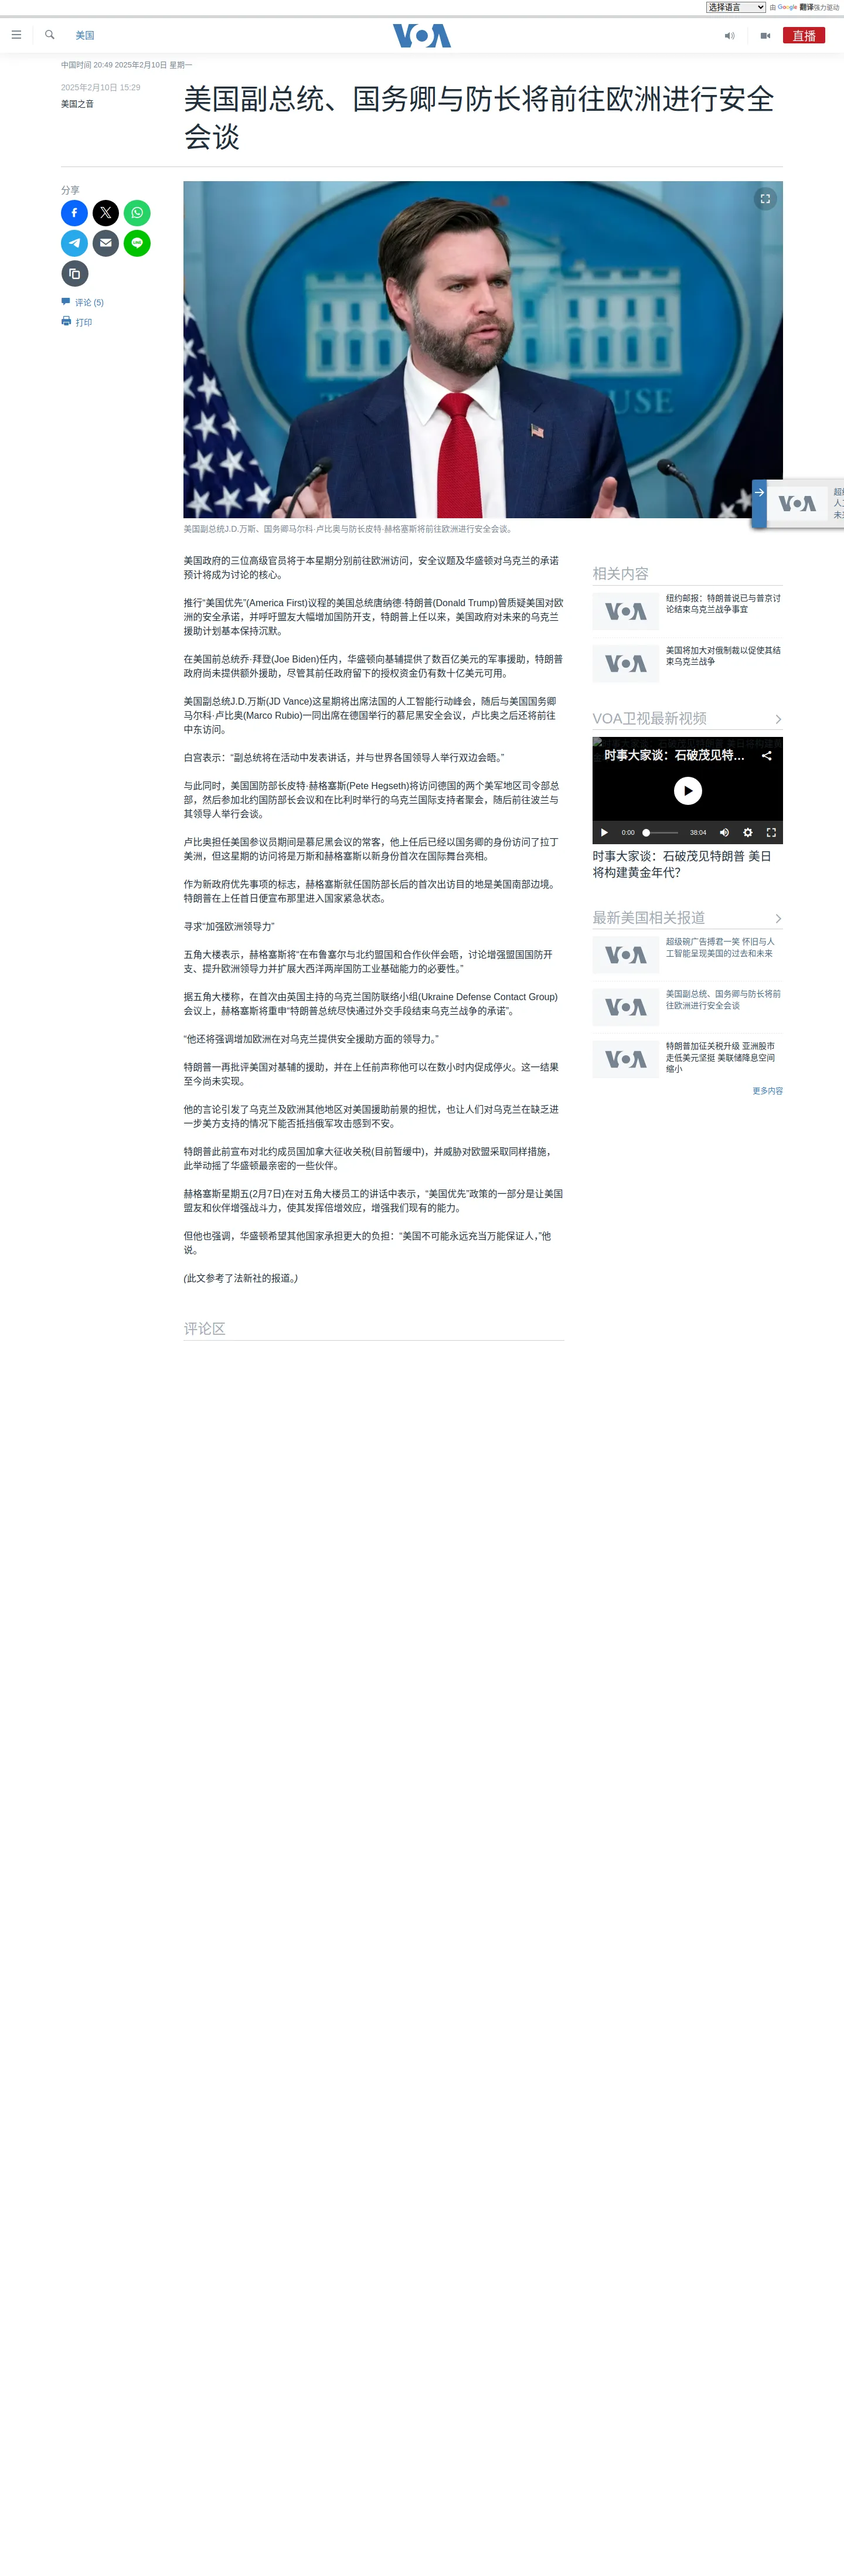 选择语言
由 Google 翻译强力驱动
美国
VOA
直播
中国时间 20:49 2025年2月10日 星期一
2025年2月10日 15:29
美国之音
美国副总统、国务卿与防长将前往欧洲进行安全
会谈
分享
评论 (5)
打印
美国副总统J.D.万斯、国务卿马尔科·卢比奥与防长皮特·赫格塞斯将前往欧洲进行安全会谈。
美国政府的三位高级官员将于本星期分别前往欧洲访问，安全议题及华盛顿对乌克兰的承诺
预计将成为讨论的核心。
推行“美国优先”(America First)议程的美国总统唐纳德·特朗普(Donald Trump)曾质疑美国对欧
洲的安全承诺，并呼吁盟友大幅增加国防开支，特朗普上任以来，美国政府对未来的乌克兰
援助计划基本保持沉默。
在美国前总统乔·拜登(Joe Biden)任内，华盛顿向基辅提供了数百亿美元的军事援助，特朗普
政府尚未提供额外援助，尽管其前任政府留下的授权资金仍有数十亿美元可用。
美国副总统J.D.万斯(JD Vance)这星期将出席法国的人工智能行动峰会，随后与美国国务卿
马尔科·卢比奥(Marco Rubio)一同出席在德国举行的慕尼黑安全会议，卢比奥之后还将前往
中东访问。
白宫表示：“副总统将在活动中发表讲话，并与世界各国领导人举行双边会晤。”
与此同时，美国国防部长皮特·赫格塞斯(Pete Hegseth)将访问德国的两个美军地区司令部总
部，然后参加北约国防部长会议和在比利时举行的乌克兰国际支持者聚会，随后前往波兰与
其领导人举行会谈。
卢比奥担任美国参议员期间是慕尼黑会议的常客，他上任后已经以国务卿的身份访问了拉丁
美洲，但这星期的访问将是万斯和赫格塞斯以新身份首次在国际舞台亮相。
作为新政府优先事项的标志，赫格塞斯就任国防部长后的首次出访目的地是美国南部边境。
特朗普在上任首日便宣布那里进入国家紧急状态。
寻求“加强欧洲领导力”
五角大楼表示，赫格塞斯将“在布鲁塞尔与北约盟国和合作伙伴会晤，讨论增强盟国国防开
支、提升欧洲领导力并扩展大西洋两岸国防工业基础能力的必要性。”
据五角大楼称，在首次由英国主持的乌克兰国防联络小组(Ukraine Defense Contact Group)
会议上，赫格塞斯将重申“特朗普总统尽快通过外交手段结束乌克兰战争的承诺”。
“他还将强调增加欧洲在对乌克兰提供安全援助方面的领导力。”
特朗普一再批评美国对基辅的援助，并在上任前声称他可以在数小时内促成停火。这一结果
至今尚未实现。
他的言论引发了乌克兰及欧洲其他地区对美国援助前景的担忧，也让人们对乌克兰在缺乏进
一步美方支持的情况下能否抵挡俄军攻击感到不安。
特朗普此前宣布对北约成员国加拿大征收关税(目前暂缓中)，并威胁对欧盟采取同样措施，
此举动摇了华盛顿最亲密的一些伙伴。
赫格塞斯星期五(2月7日)在对五角大楼员工的讲话中表示，“美国优先”政策的一部分是让美国
盟友和伙伴增强战斗力，使其发挥倍增效应，增强我们现有的能力。
但他也强调，华盛顿希望其他国家承担更大的负担：“美国不可能永远充当万能保证人，”他
说。
(此文参考了法新社的报道。)
评论区
相关内容
VOA
纽约邮报：特朗普说已与普京讨
论结束乌克兰战争事宜
VOA
美国将加大对俄制裁以促使其结
束乌克兰战争
VOA卫视最新视频
时事大家谈：石破茂见特...
0:00
38:04
时事大家谈：石破茂见特朗普 美日
将构建黄金年代？
最新美国相关报道
VOA
超级碗广告搏君一笑 怀旧与人
工智能呈现美国的过去和未来
VOA
美国副总统、国务卿与防长将前
往欧洲进行安全会谈
VOA
特朗普加征关税升级 亚洲股市
走低美元坚挺 美联储降息空间
缩小
更多内容
VOA